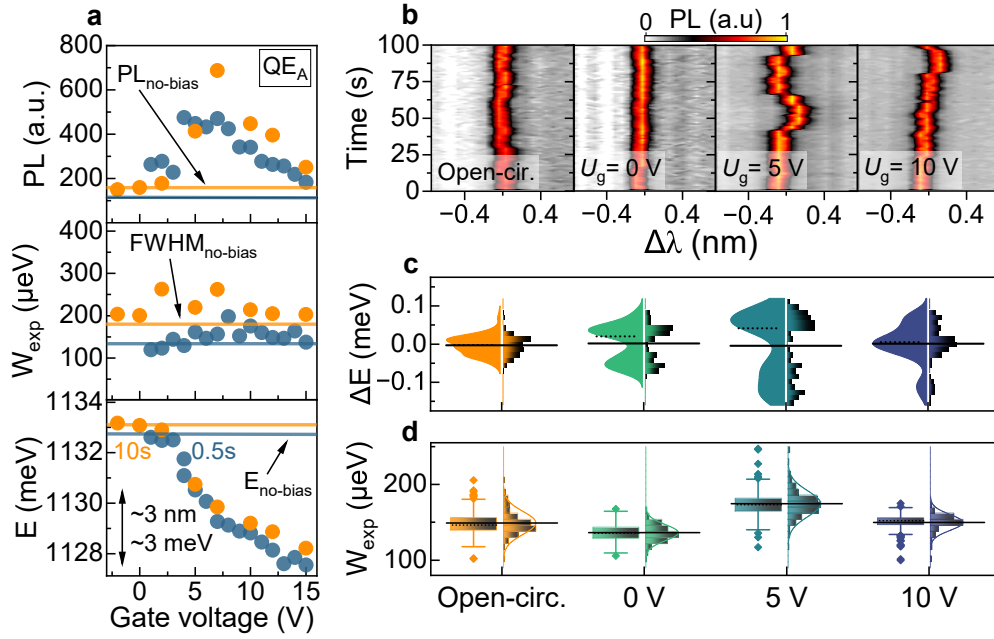 a
800
600
400
200
PL (a.u.)
QE_A
PL_no-bias
400
300
200
100
W_exp (µeV)
FWHM_no-bias
1134
1130
1128
E (meV)
10s
0.5s
E_no-bias
~3 nm
~3 meV
0 5 10 15
Gate voltage (V)
b
0 PL (a.u) 1
100
75
50
25
0
Time (s)
Open-cir.
U_g= 0 V
U_g= 5 V
U_g= 10 V
−0.4 0.4 −0.4 0.4 −0.4 0.4 −0.4 0.4
Δλ (nm)
c
0.1
0.0
−0.1
ΔE (meV)
d
200
100
W_exp (µeV)
Open-circ. 0 V 5 V 10 V